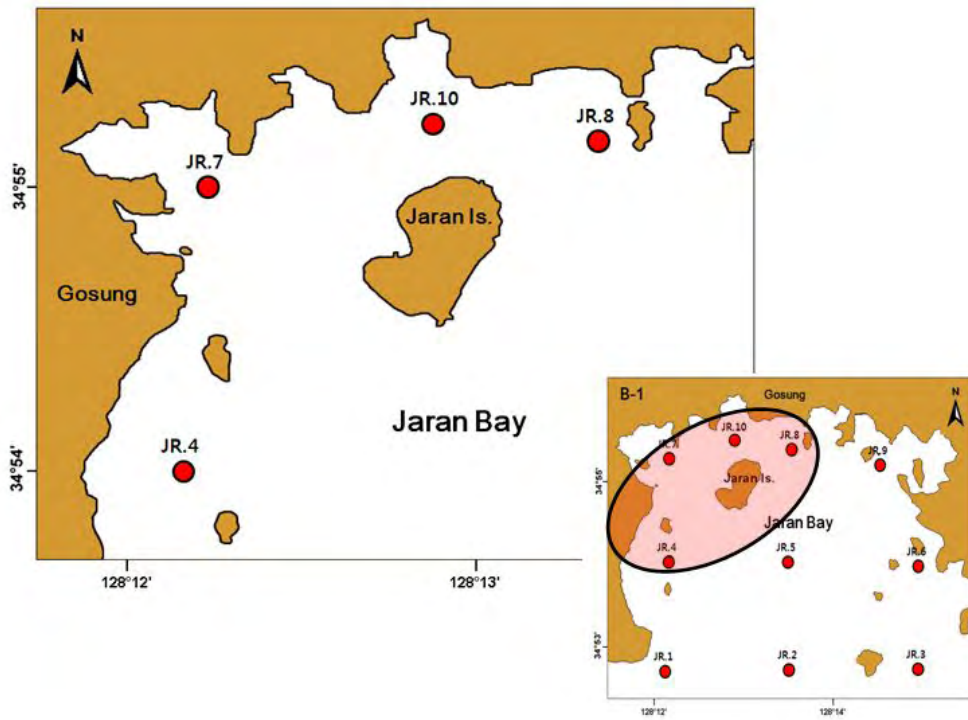 N
JR.10
JR.8
JR.7
34°55'
Jaran Is.
Gosung
Jaran Bay
JR.4
34°54'
128°12'
128°13'
B-1
Gosung
N
JR.10
JR.8
JR.7
JR.9
34°55'
Jaran Is.
Jaran Bay
JR.4
JR.5
JR.6
34°53'
JR.1
JR.2
JR.3
128°12'
128°14'